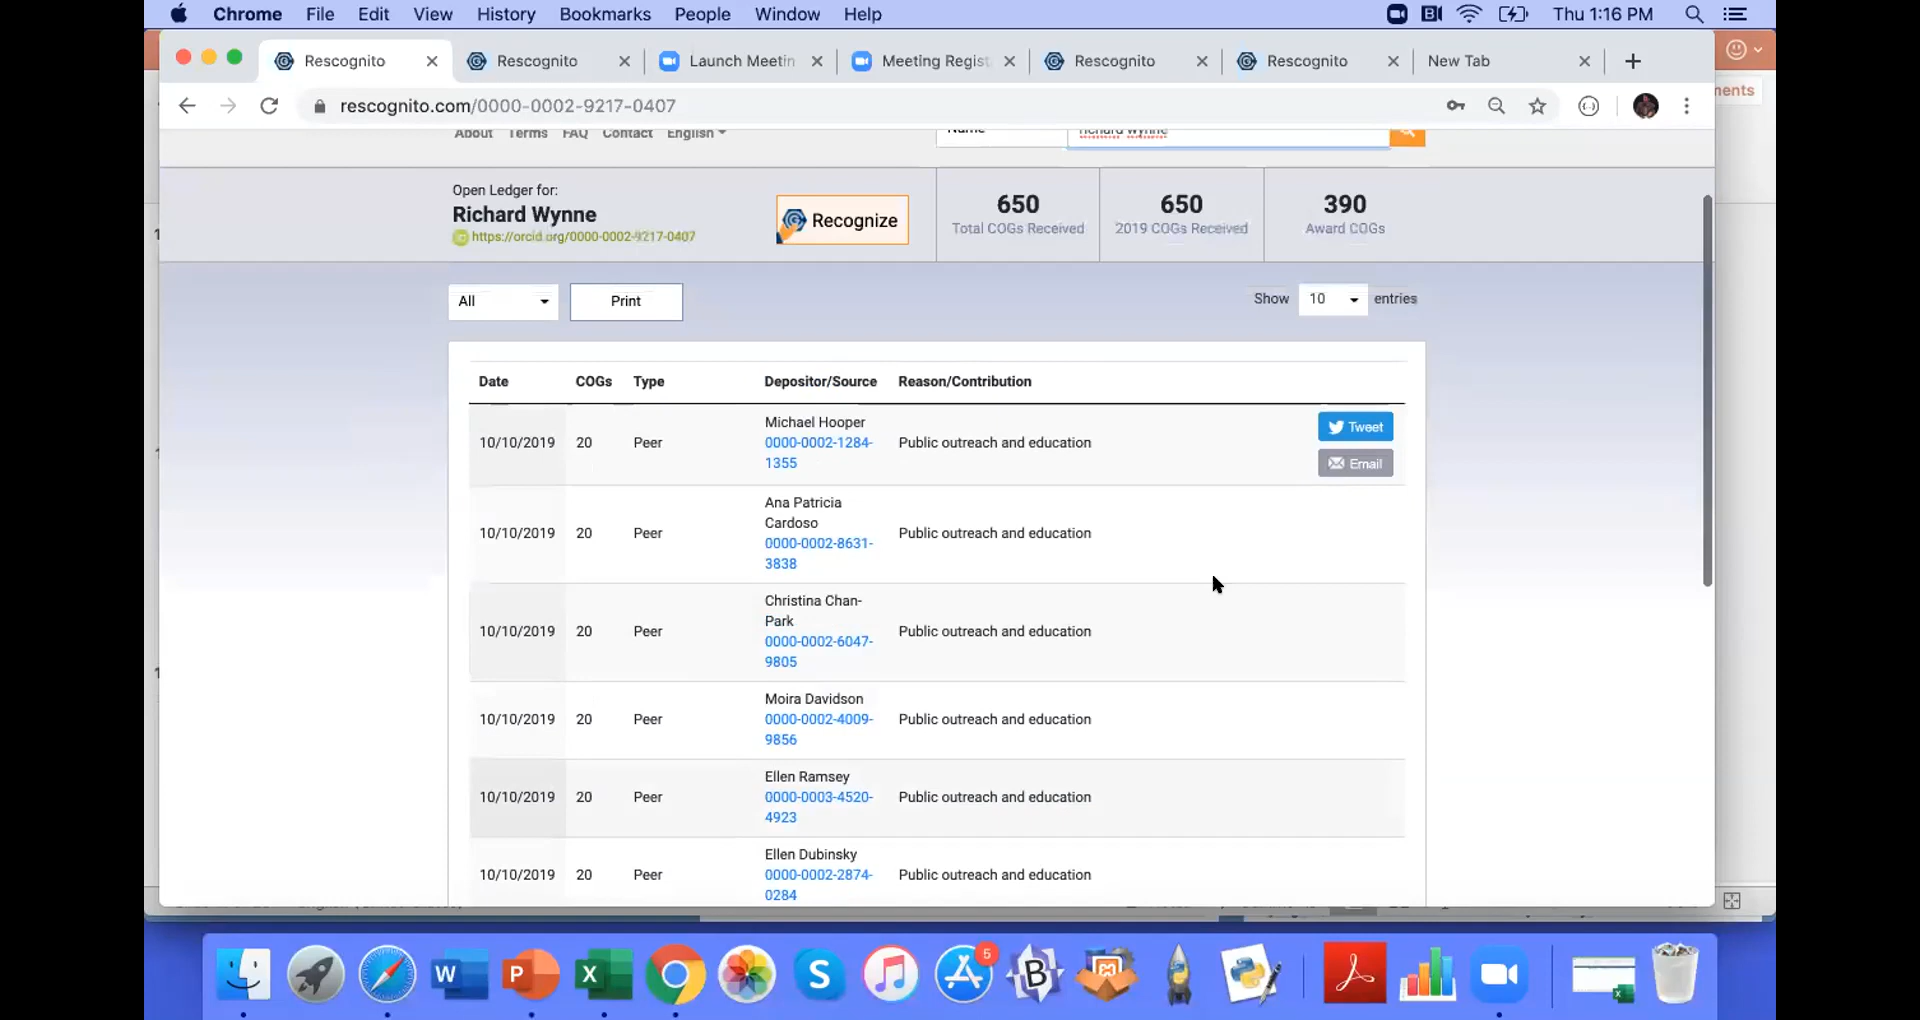 Chrome File Edit View History Bookmarks People Window Help Thu 1:16 PM
Rescognito Rescognito Launch Meetin Meeting Regist Rescognito Rescognito New Tab
rescognito.com/0000-0002-9217-0407
ments
About Terms FAQ Contact English
Name richard wynne
Open Ledger for:
Richard Wynne
https://orcid.org/0000-0002-9217-0407
Recognize
650
Total COGs Received
650
2019 COGs Received
390
Award COGs
All Print Show 10 entries
Date COGs Type Depositor/Source Reason/Contribution
10/10/2019 20 Peer Michael Hooper
0000-0002-1284-
1355 Public outreach and education
Tweet
Email
10/10/2019 20 Peer Ana Patricia
Cardoso
0000-0002-8631-
3838 Public outreach and education
10/10/2019 20 Peer Christina Chan-
Park
0000-0002-6047-
9805 Public outreach and education
10/10/2019 20 Peer Moira Davidson
0000-0002-4009-
9856 Public outreach and education
10/10/2019 20 Peer Ellen Ramsey
0000-0003-4520-
4923 Public outreach and education
10/10/2019 20 Peer Ellen Dubinsky
0000-0002-2874-
0284 Public outreach and education
W P X S 5 B